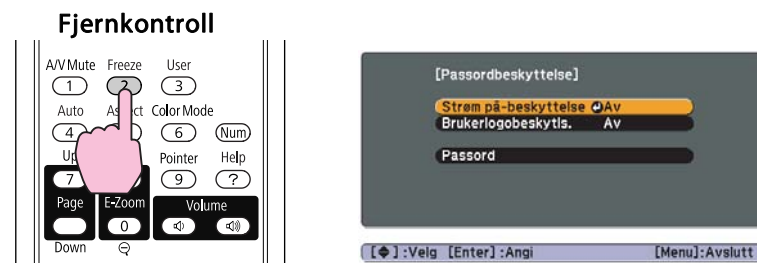 Fjernkontroll
A/V Mute Freeze User
1 2 3
Auto Color Mode
4 6 Num
Pointer Help
7 9 ?
Page E-Zoom Volume
0
Down
[Passordbeskyttelse]
Strøm på-beskyttelse Av
Brukerlogobeskytls. Av
Passord
[ ] :Velg [Enter] :Angi [Menu]:Avslutt